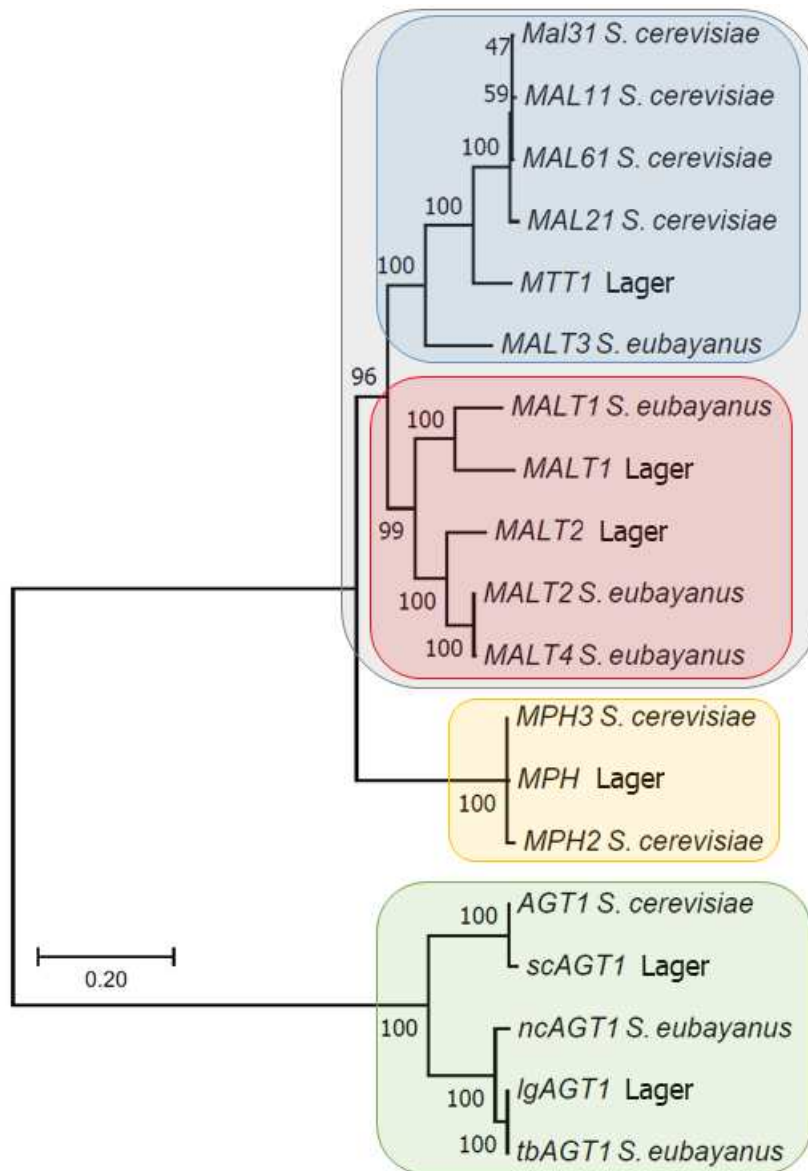 Mal31 S. cerevisiae
47
59
MAL11 S. cerevisiae
100
MAL61 S. cerevisiae
100
MAL21 S. cerevisiae
100
MTT1 Lager
MALT3 S. eubayanus
96
100
MALT1 S. eubayanus
MALT1 Lager
99
MALT2 Lager
100
MALT2 S. eubayanus
100
MALT4 S. eubayanus
MPH3 S. cerevisiae
MPH Lager
100
MPH2 S. cerevisiae
100
AGT1 S. cerevisiae
scAGT1 Lager
0.20
100
ncAGT1 S. eubayanus
100
lgAGT1 Lager
100
tbAGT1 S. eubayanus